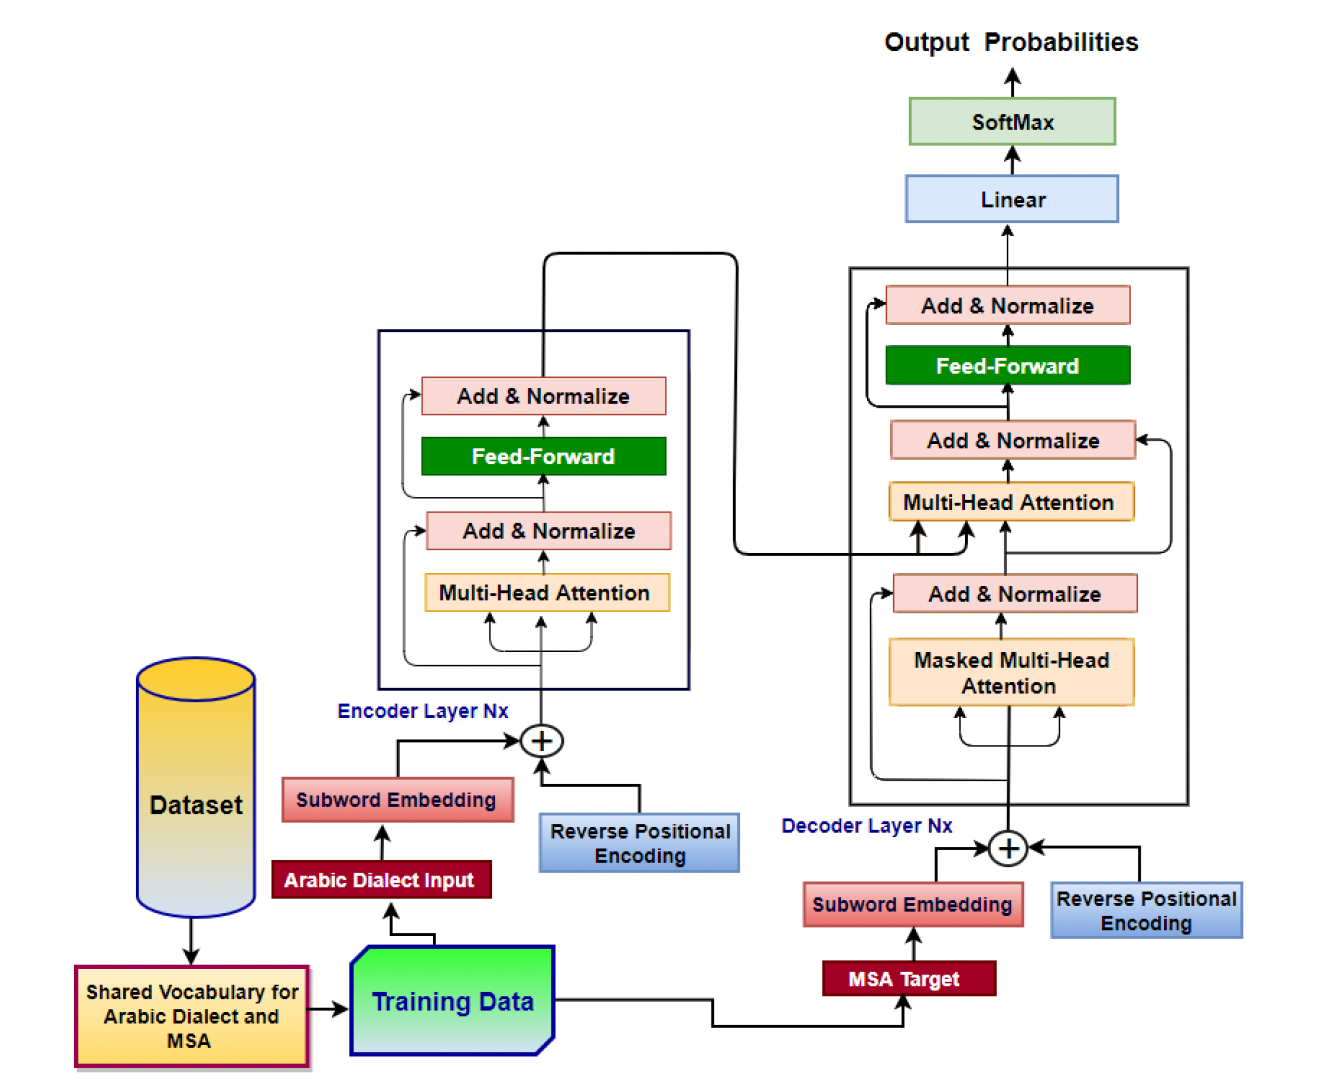 Output Probabilities
SoftMax
Linear
Add & Normalize
Feed-Forward
Add & Normalize
Multi-Head Attention
Add & Normalize
Masked Multi-Head
Attention
Decoder Layer Nx
+
Subword Embedding
Reverse Positional
Encoding
MSA Target
Add & Normalize
Feed-Forward
Add & Normalize
Multi-Head Attention
Encoder Layer Nx
+
Subword Embedding
Reverse Positional
Encoding
Arabic Dialect Input
Dataset
Shared Vocabulary for
Arabic Dialect and
MSA
Training Data